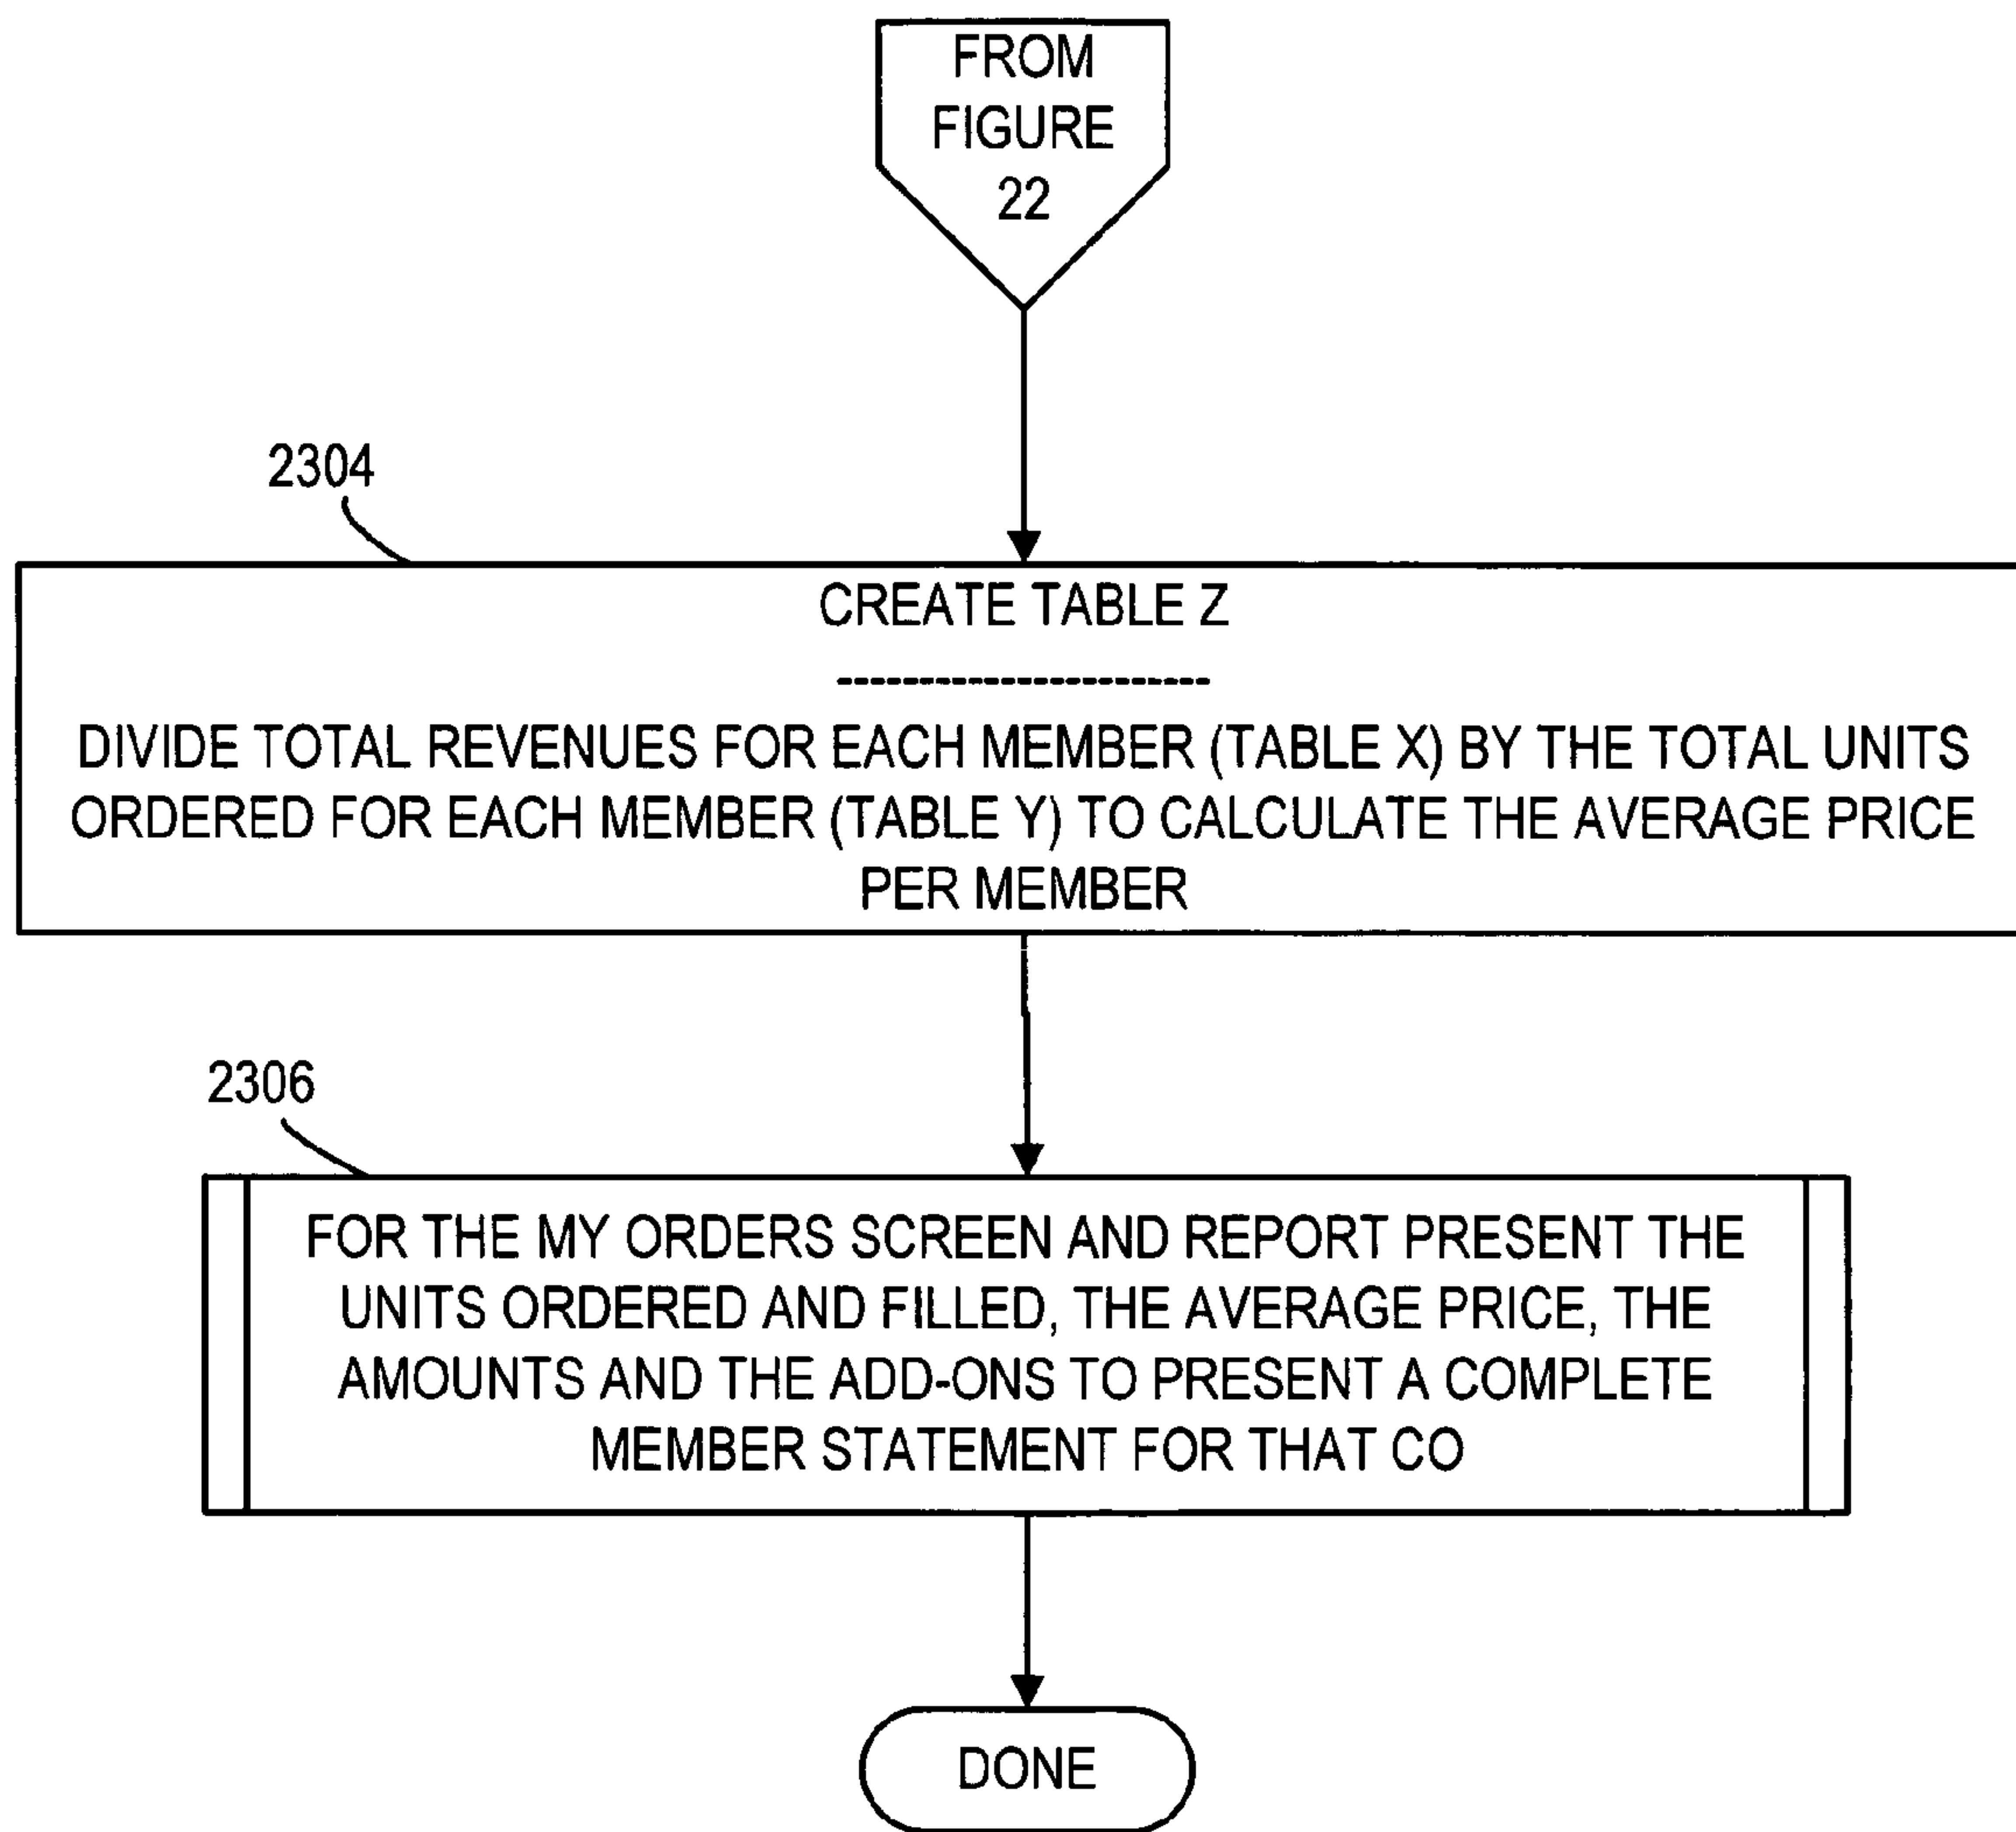 FROM
FIGURE
22
2304
CREATE TABLE Z
-----------------------
DIVIDE TOTAL REVENUES FOR EACH MEMBER (TABLE X) BY THE TOTAL UNITS
ORDERED FOR EACH MEMBER (TABLE Y) TO CALCULATE THE AVERAGE PRICE
PER MEMBER
2306
FOR THE MY ORDERS SCREEN AND REPORT PRESENT THE
UNITS ORDERED AND FILLED, THE AVERAGE PRICE, THE
AMOUNTS AND THE ADD-ONS TO PRESENT A COMPLETE
MEMBER STATEMENT FOR THAT CO
DONE